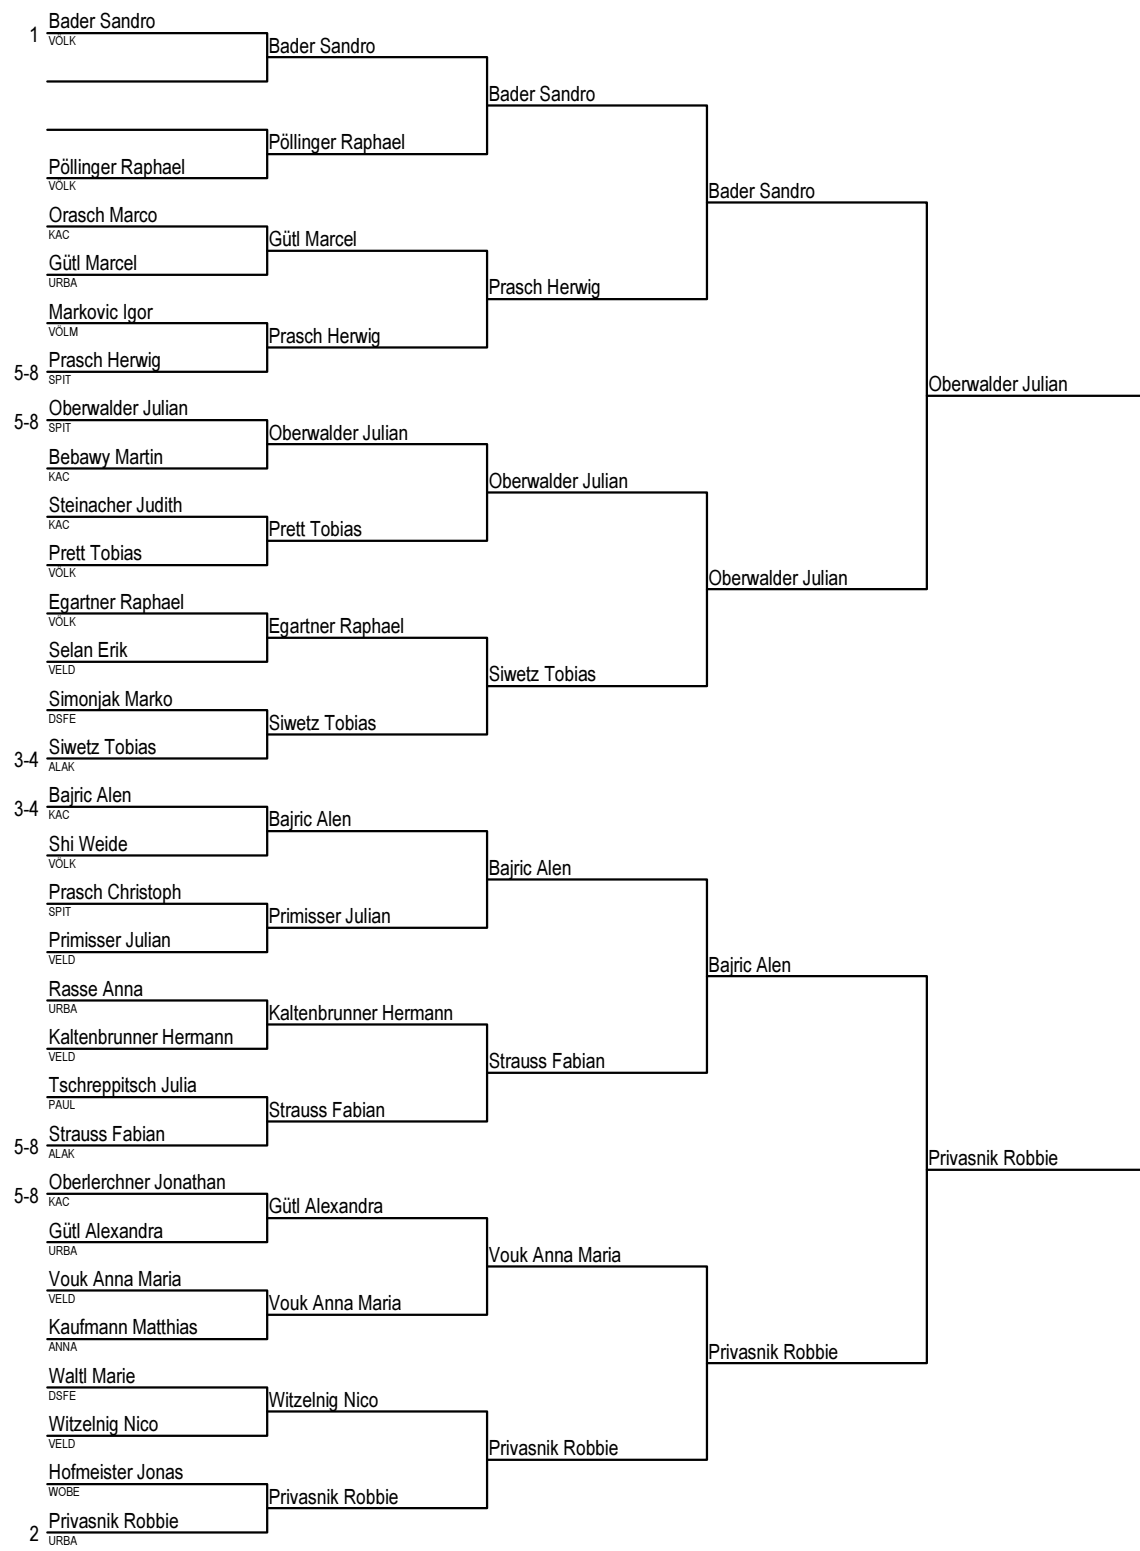 Bader Sandro
1
VÖLK
Bader Sandro
Bader Sandro
Pöllinger Raphael
Pöllinger Raphael
VÖLK
Bader Sandro
Orasch Marco
KAC
Gütl Marcel
Gütl Marcel
URBA
Prasch Herwig
Markovic Igor
VÖLM
Prasch Herwig
Prasch Herwig
5-8
SPIT
Oberwalder Julian
Oberwalder Julian
5-8
SPIT
Oberwalder Julian
Bebawy Martin
KAC
Oberwalder Julian
Steinacher Judith
KAC
Prett Tobias
Prett Tobias
VÖLK
Oberwalder Julian
Egartner Raphael
VÖLK
Egartner Raphael
Selan Erik
VELD
Siwetz Tobias
Simonjak Marko
DSFE
Siwetz Tobias
Siwetz Tobias
3-4
ALAK
Bajric Alen
3-4
KAC
Bajric Alen
Shi Weide
VÖLK
Bajric Alen
Prasch Christoph
SPIT
Primisser Julian
Primisser Julian
VELD
Bajric Alen
Rasse Anna
URBA
Kaltenbrunner Hermann
Kaltenbrunner Hermann
VELD
Strauss Fabian
Tschreppitsch Julia
PAUL
Strauss Fabian
Strauss Fabian
5-8
ALAK
Privasnik Robbie
Oberlerchner Jonathan
5-8
KAC
Gütl Alexandra
Gütl Alexandra
URBA
Vouk Anna Maria
Vouk Anna Maria
VELD
Vouk Anna Maria
Kaufmann Matthias
ANNA
Privasnik Robbie
Waltl Marie
DSFE
Witzelnig Nico
Witzelnig Nico
VELD
Privasnik Robbie
Hofmeister Jonas
WOBE
Privasnik Robbie
Privasnik Robbie
2
URBA